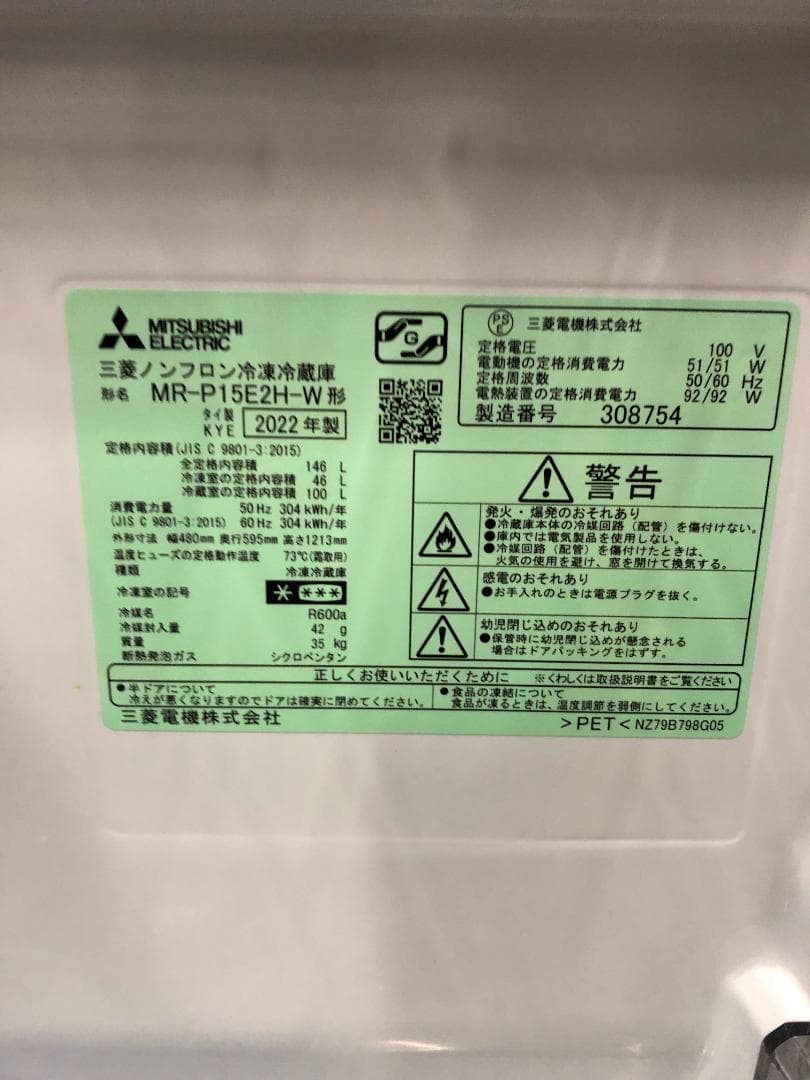 MITSUBISHI
ELECTRIC
三菱ノンフロン冷凍冷蔵庫
形名 MR-P15E2H-W形
タイ製
KYE
2022年製
定格内容積(JIS C 9801-3:2015)
全定格内容積 146 L
冷凍室の定格内容積 46 L
冷蔵室の定格内容積 100 L
消費電力量 50Hz 304kWh/年
(JIS C 9801-3:2015) 60Hz 304kWh/年
外形寸法 幅480mm 奥行595mm 高さ1213mm
温度ヒューズの定格動作温度 73℃(霜取用)
種類 冷凍冷蔵庫
冷凍室の記号 * ***
冷媒名 R600a
冷媒封入量 42 g
質量 35 kg
断熱発泡ガス シクロペンタン
G
PS
E
三菱電機株式会社
定格電圧 100 V
電動機の定格消費電力 51/51 W
定格周波数 50/60 Hz
電熱装置の定格消費電力 92/92 W
製造番号 308754
警告
発火・爆発のおそれあり
●冷蔵庫本体の冷媒回路(配管)を傷付けない。
●庫内では電気製品を使用しない。
●冷媒回路(配管)を傷付けたときは、
火気の使用を避け、窓を開けて換気する。
感電のおそれあり
●お手入れのときは電源プラグを抜く。
幼児閉じ込めのおそれあり
●保管時に幼児閉じ込めが懸念される
場合はドアパッキングをはずす。
正しくお使いいただくために ※くわしくは取扱説明書をご覧ください
●半ドアについて
冷えが悪くなりますのでドアは確実に閉めてください。
●食品の凍結について
食品が凍るときは、温度調節を弱側にしてください。
三菱電機株式会社
>PET< NZ79B798G05